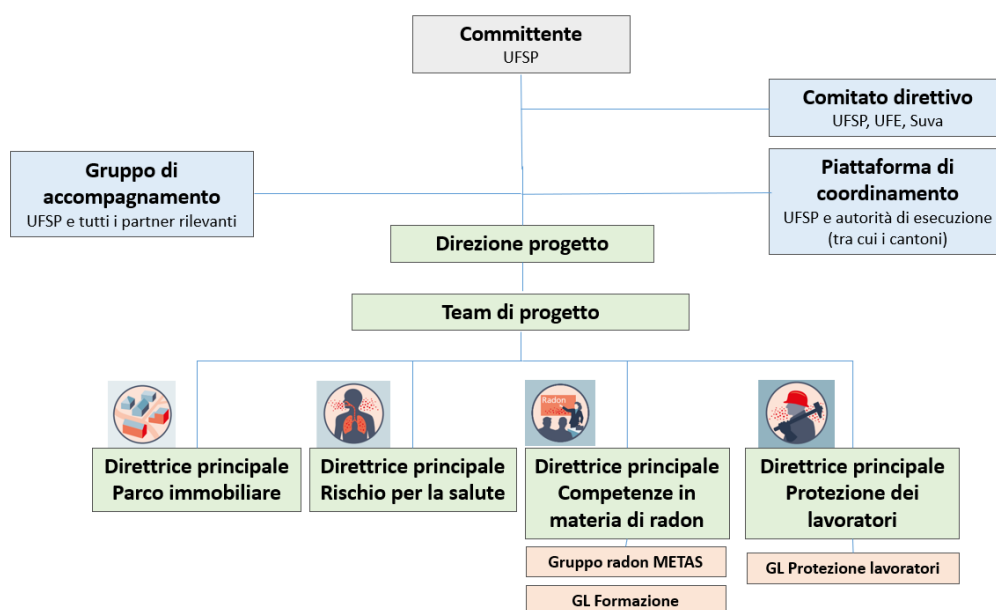 Committente
UFSP
Comitato direttivo
UFSP, UFE, Suva
Gruppo di
accompagnamento
UFSP e tutti i partner rilevanti
Piattaforma di
coordinamento
UFSP e autorità di esecuzione
(tra cui i cantoni)
Direzione progetto
Team di progetto
Radon
Direttrice principale
Parco immobiliare
Direttrice principale
Rischio per la salute
Direttrice principale
Competenze in
materia di radon
Direttrice principale
Protezione dei
lavoratori
Gruppo radon METAS
GL Protezione lavoratori
GL Formazione